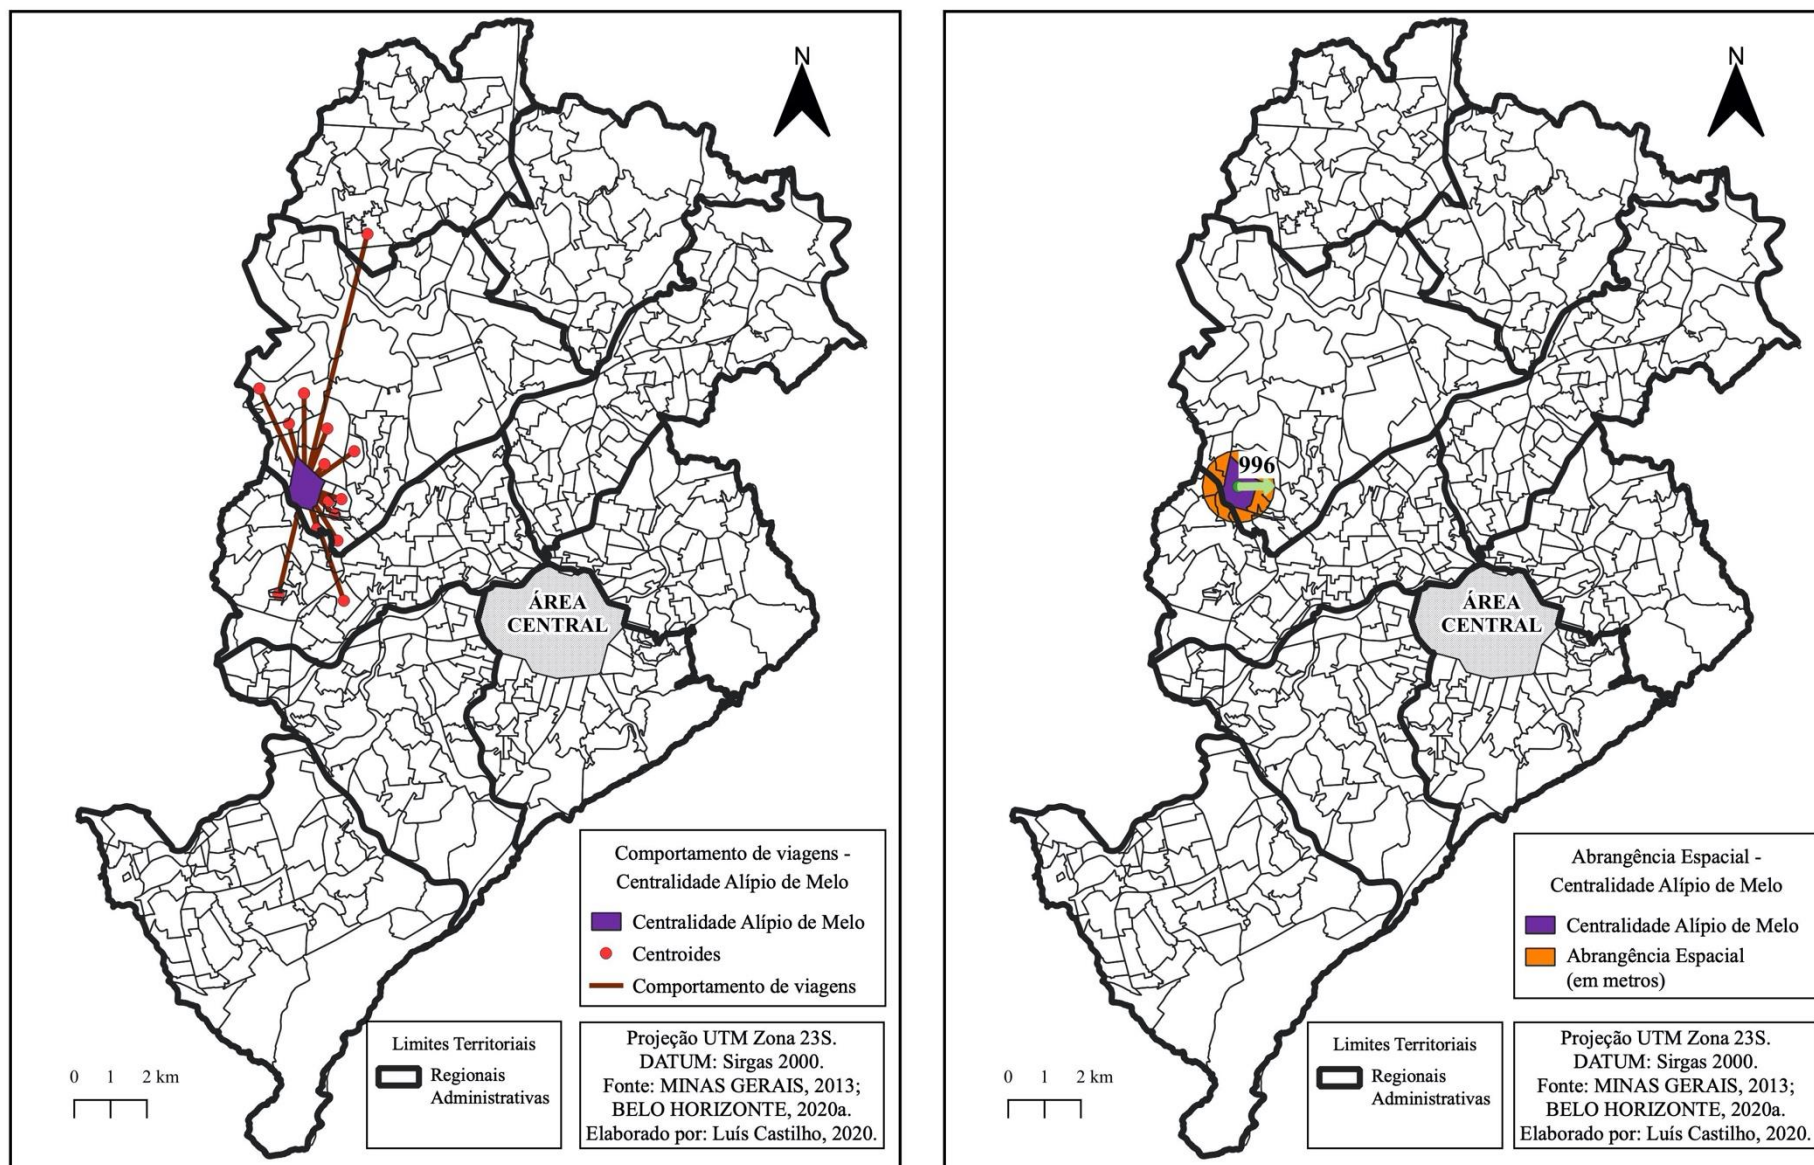 N
ÁREA
CENTRAL
Comportamento de viagens -
Centralidade Alípio de Melo
Centralidade Alípio de Melo
Centroides
Comportamento de viagens
Limites Territoriais
Regionais
Administrativas
0 1 2 km
Projeção UTM Zona 23S.
DATUM: Sirgas 2000.
Fonte: MINAS GERAIS, 2013;
BELO HORIZONTE, 2020a.
Elaborado por: Luís Castilho, 2020.
N
996
ÁREA
CENTRAL
Abrangência Espacial -
Centralidade Alípio de Melo
Centralidade Alípio de Melo
Abrangência Espacial
(em metros)
Limites Territoriais
Regionais
Administrativas
0 1 2 km
Projeção UTM Zona 23S.
DATUM: Sirgas 2000.
Fonte: MINAS GERAIS, 2013;
BELO HORIZONTE, 2020a.
Elaborado por: Luís Castilho, 2020.